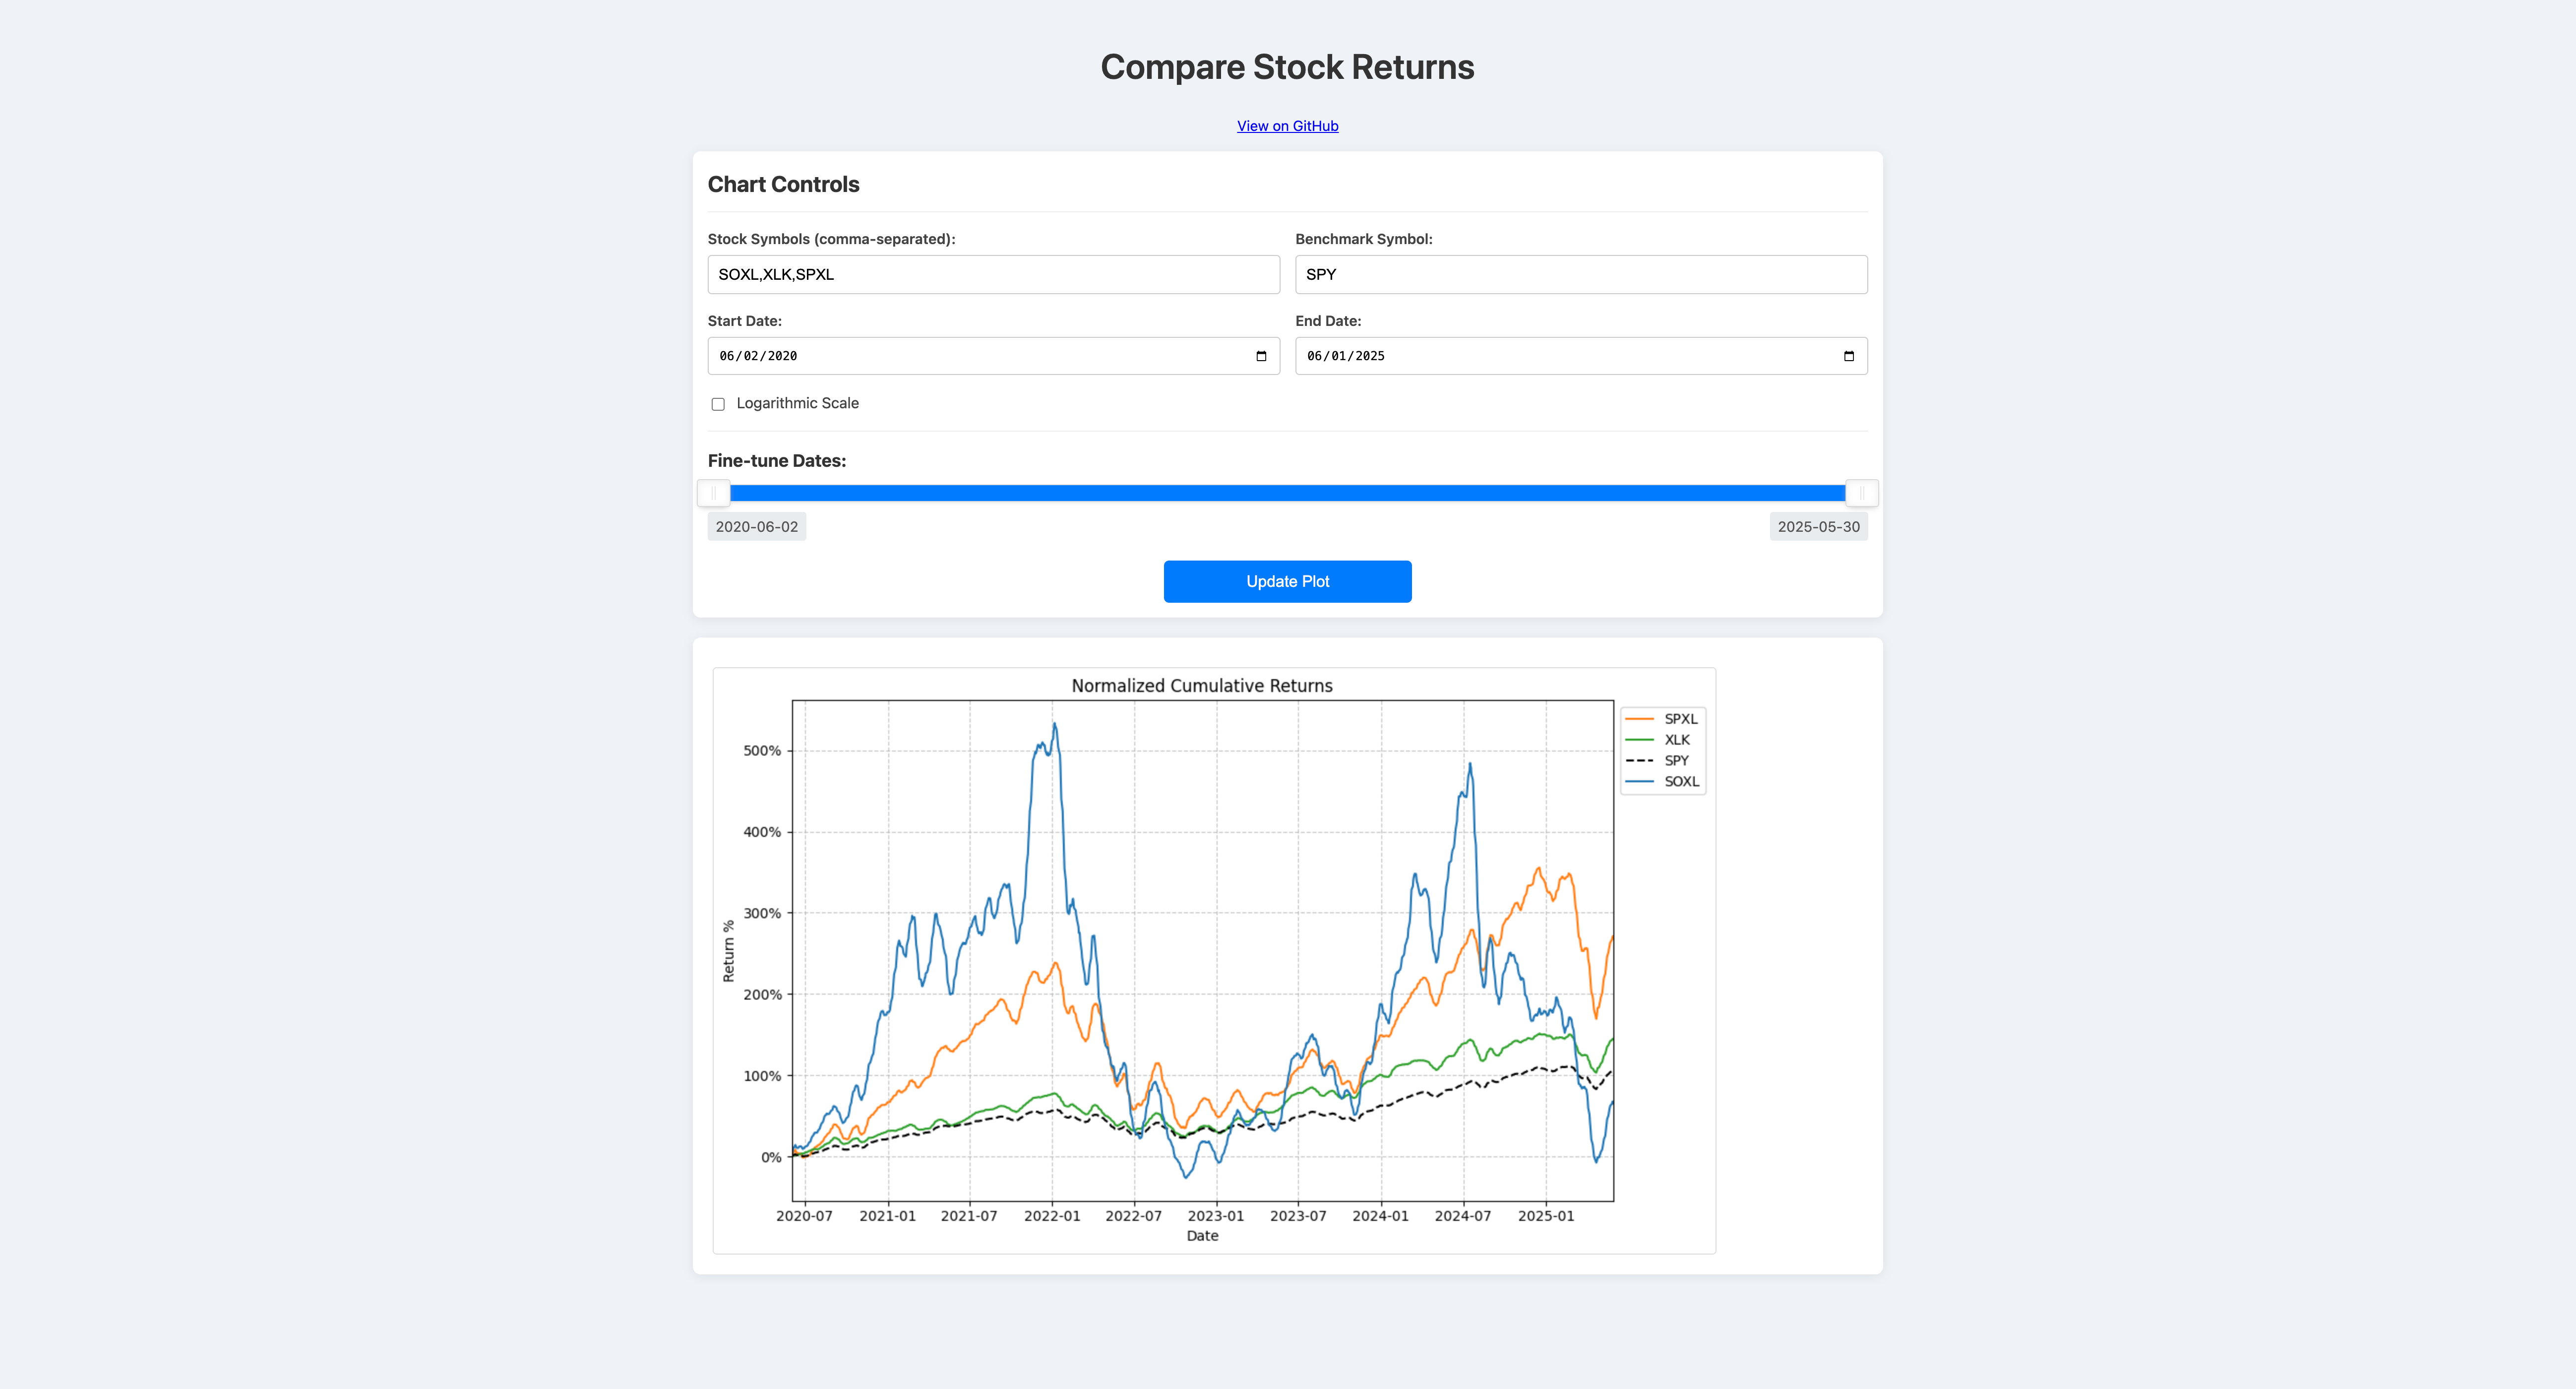 Compare Stock Returns
View on GitHub
Chart Controls
Stock Symbols (comma-separated):
Benchmark Symbol:
SOXL,XLK,SPXL
SPY
Start Date:
End Date:
06/02/2020
06/01/2025
Logarithmic Scale
Fine-tune Dates:
2020-06-02
2025-05-30
Update Plot
Normalized Cumulative Returns
SPXL
XLK
SPY
SOXL
500%
400%
300%
200%
100%
0%
Return %
2020-07
2021-01
2021-07
2022-01
2022-07
2023-01
2023-07
2024-01
2024-07
2025-01
Date